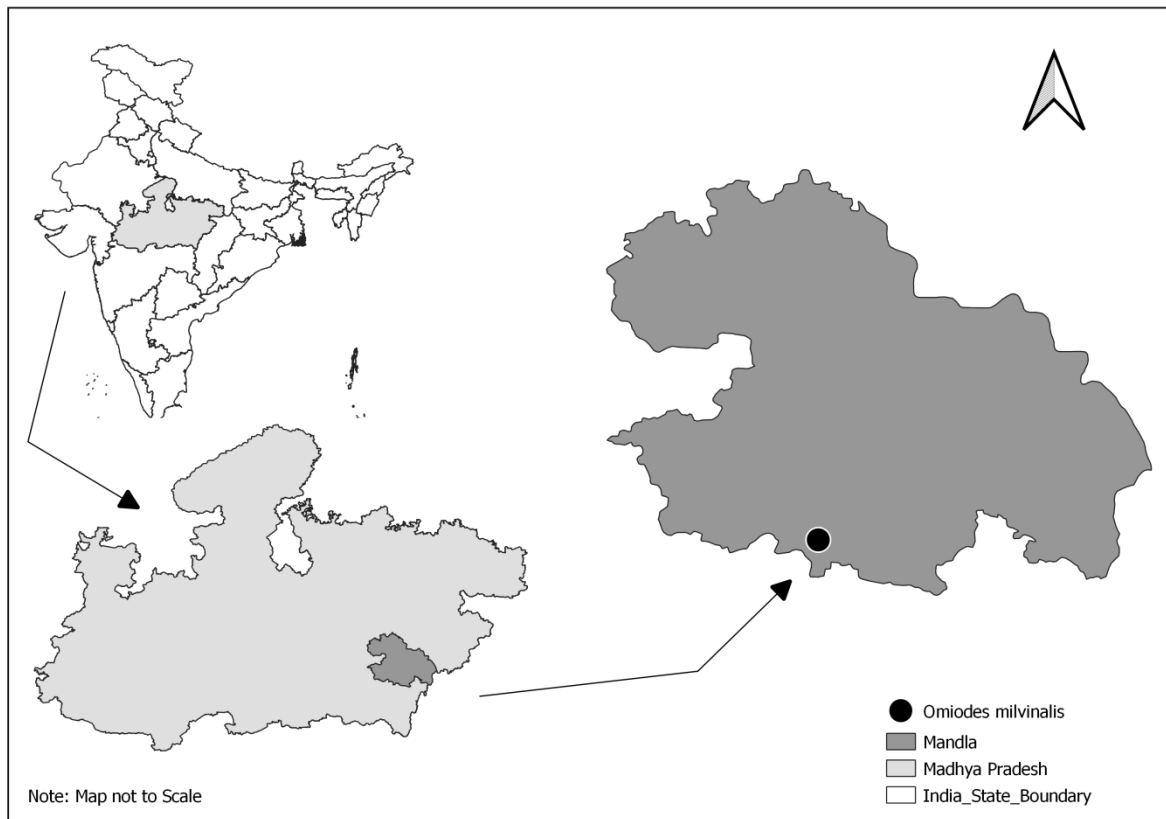 Omiodes milvinalis
Mandla
Madhya Pradesh
India_State_Boundary
Note: Map not to Scale